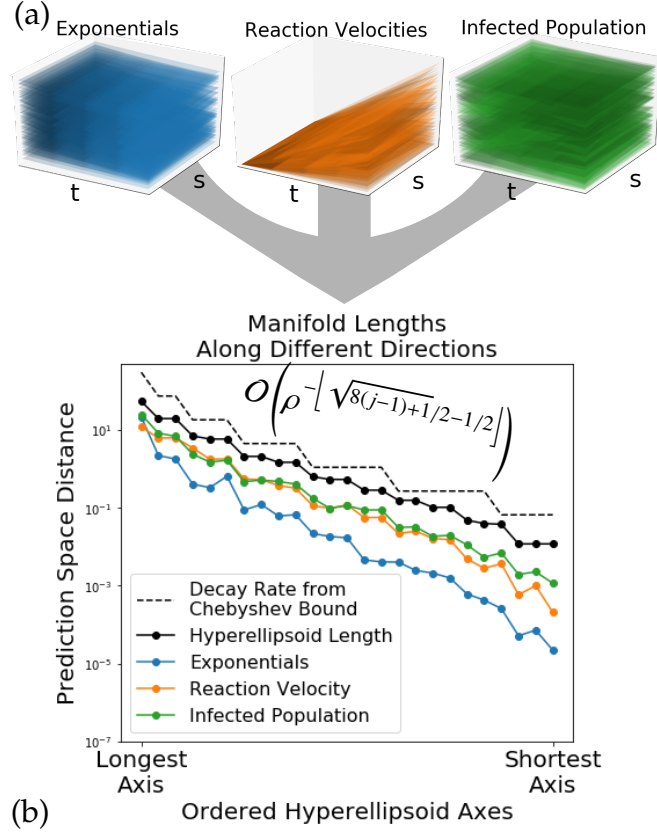 (a)
Exponentials
Reaction Velocities
Infected Population
t
s
t
s
t
s
Manifold Lengths
Along Different Directions
O(ρ^{-⌊√(8(j−1)+1)/2−1/2⌋})
Prediction Space Distance
10¹
10⁻¹
10⁻³
10⁻⁵
10⁻⁷
Decay Rate from
Chebyshev Bound
Hyperellipsoid Length
Exponentials
Reaction Velocity
Infected Population
Longest
Axis
Shortest
Axis
(b)
Ordered Hyperellipsoid Axes